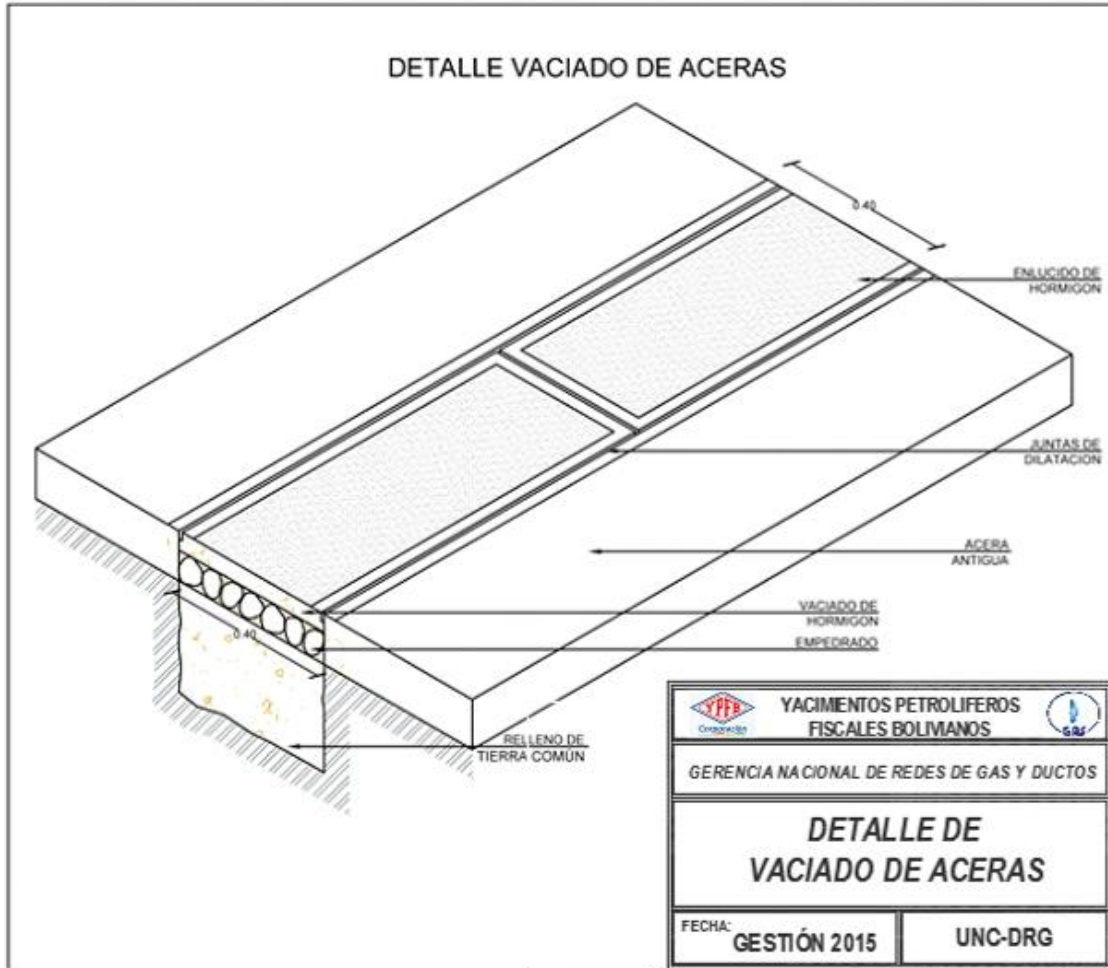 DETALLE VACIADO DE ACERAS
0.40
ENLUCIDO DE
HORMIGON
JUNTAS DE
DILATACION
ACERA
ANTIGUA
VACIADO DE
HORMIGON
EMPEDRADO
0.40
RELLENO DE
TIERRA COMÚN
YPFB
Corporación
YACIMIENTOS PETROLIFEROS
FISCALES BOLIVIANOS
GAS
GERENCIA NACIONAL DE REDES DE GAS Y DUCTOS
DETALLE DE
VACIADO DE ACERAS
FECHA:
GESTIÓN 2015
UNC-DRG